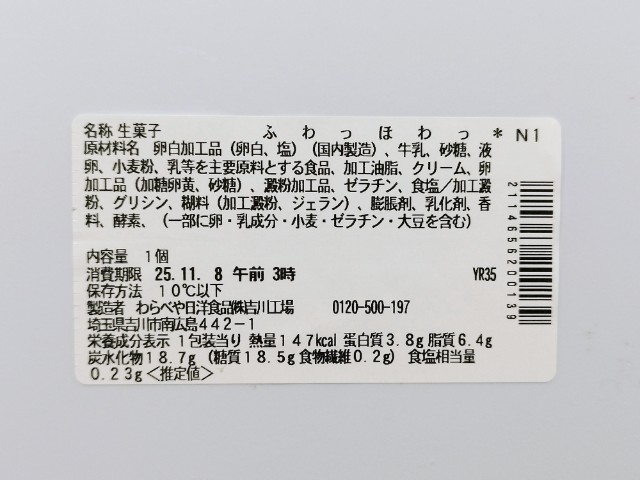 名称 生菓子 ふわっほわっ* N1
原材料名 卵白加工品（卵白、塩）（国内製造）、牛乳、砂糖、液
卵、小麦粉、乳等を主要原料とする食品、加工油脂、クリーム、卵
加工品（加糖卵黄、砂糖）、澱粉加工品、ゼラチン、食塩／加工澱
粉、グリシン、糊料（加工澱粉、ジェラン）、膨脹剤、乳化剤、香
料、酵素、（一部に卵・乳成分・小麦・ゼラチン・大豆を含む）
内容量 1個
消費期限 25.11. 8 午前 3時 YR35
保存方法 10℃以下
製造者 わらべや日洋食品㈱吉川工場 0120-500-197
埼玉県吉川市南広島442-1
栄養成分表示 1包装当り 熱量147kcal 蛋白質3.8g 脂質6.4g
炭水化物18.7g （糖質18.5g 食物繊維0.2g） 食塩相当量
0.23g＜推定値＞
2114656200139